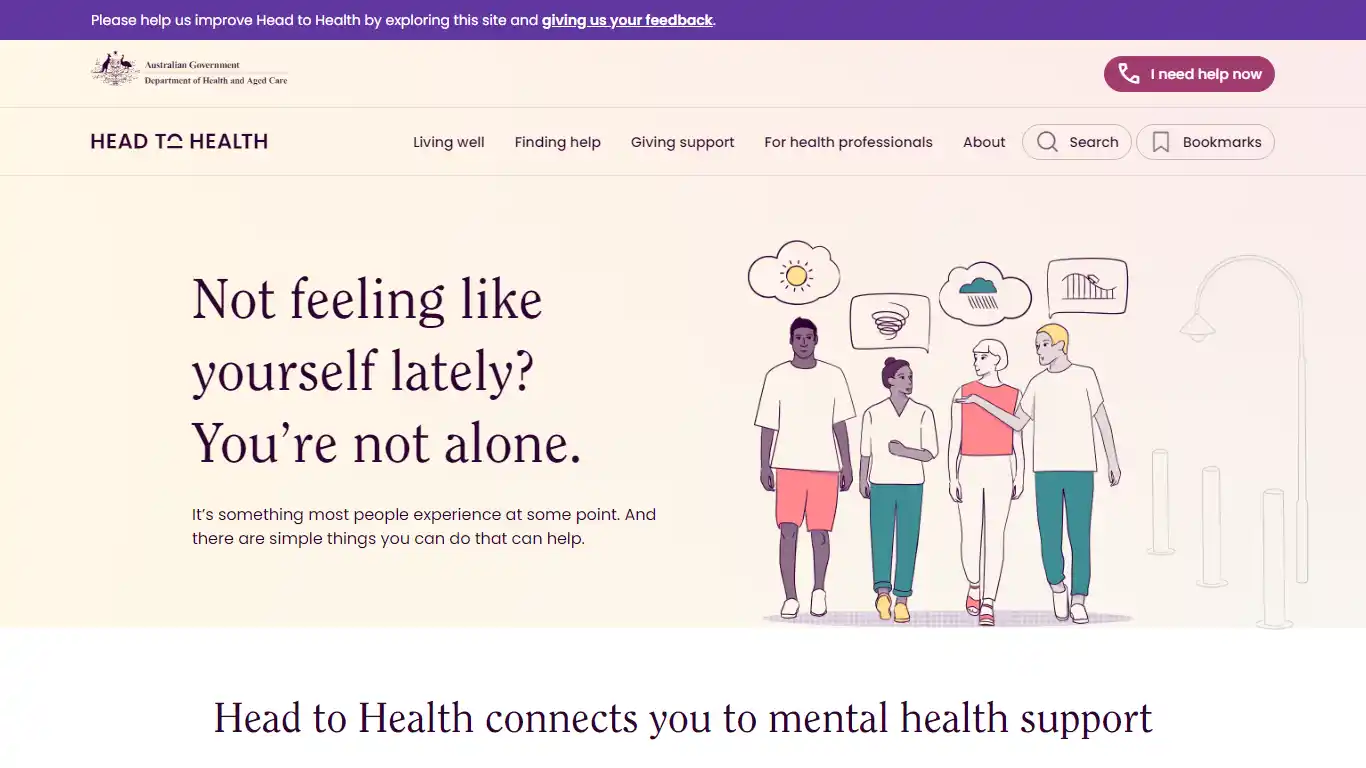 Please help us improve Head to Health by exploring this site and giving us your feedback.
Australian Government
Department of Health and Aged Care
I need help now
HEAD TO HEALTH
Living well
Finding help
Giving support
For health professionals
About
Search
Bookmarks
Not feeling like
yourself lately?
You’re not alone.
It’s something most people experience at some point. And
there are simple things you can do that can help.
Head to Health connects you to mental health support